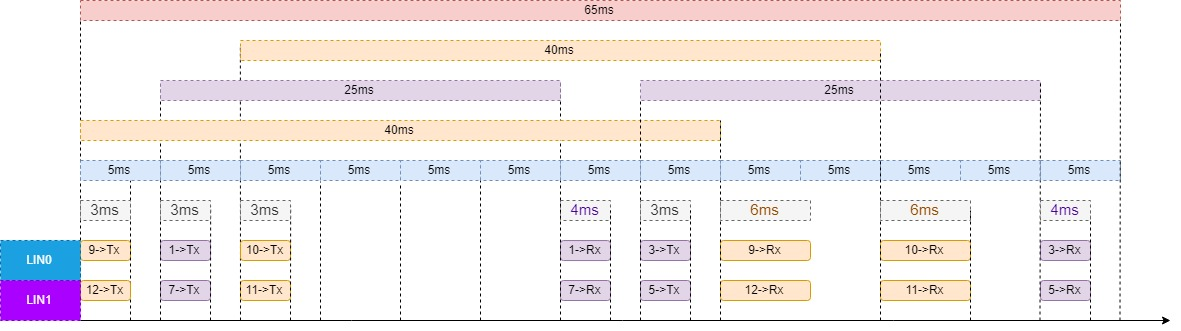 65ms
40ms
25ms 25ms
40ms
5ms 5ms 5ms 5ms 5ms 5ms 5ms 5ms 5ms 5ms 5ms 5ms 5ms
3ms 3ms 3ms 4ms 3ms 6ms 6ms 4ms
LIN0 9->Tx 1->Tx 10->Tx 1->Rx 3->Tx 9->Rx 10->Rx 3->Rx
LIN1 12->Tx 7->Tx 11->Tx 7->Rx 5->Tx 12->Rx 11->Rx 5->Rx